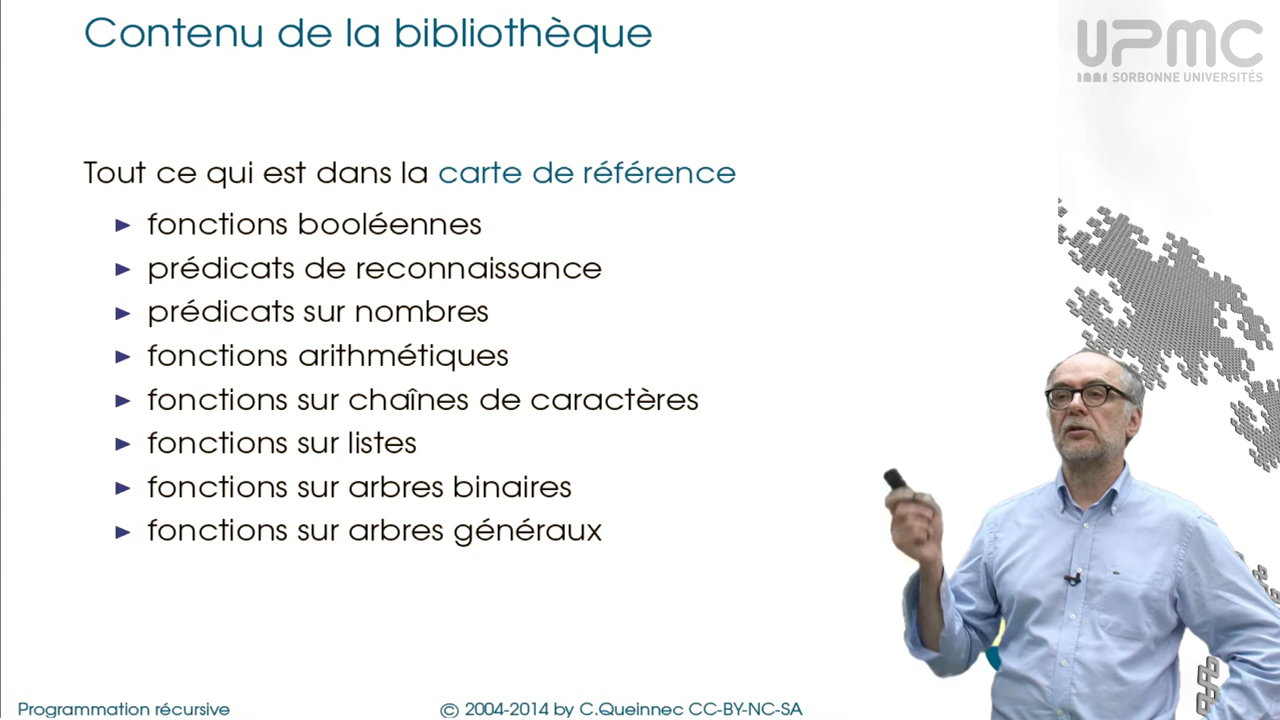 Contenu de la bibliothèque
UPMC
SORBONNE UNIVERSITÉS
Tout ce qui est dans la carte de référence
fonctions booléennes
prédicats de reconnaissance
prédicats sur nombres
fonctions arithmétiques
fonctions sur chaînes de caractères
fonctions sur listes
fonctions sur arbres binaires
fonctions sur arbres généraux
Programmation récursive
© 2004-2014 by C.Queinnec CC-BY-NC-SA